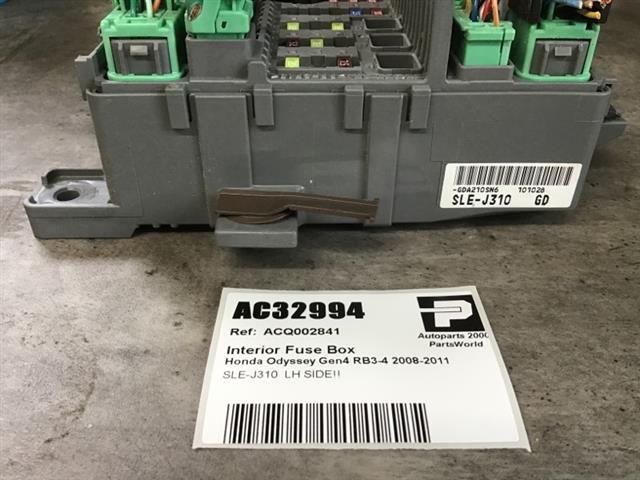 -GDA210SN6 101028
SLE-J310 GD
AC32994
Ref: ACQ002841
P
Autoparts 2000
PartsWorld
Interior Fuse Box
Honda Odyssey Gen4 RB3-4 2008-2011
SLE-J310 LH SIDE!!